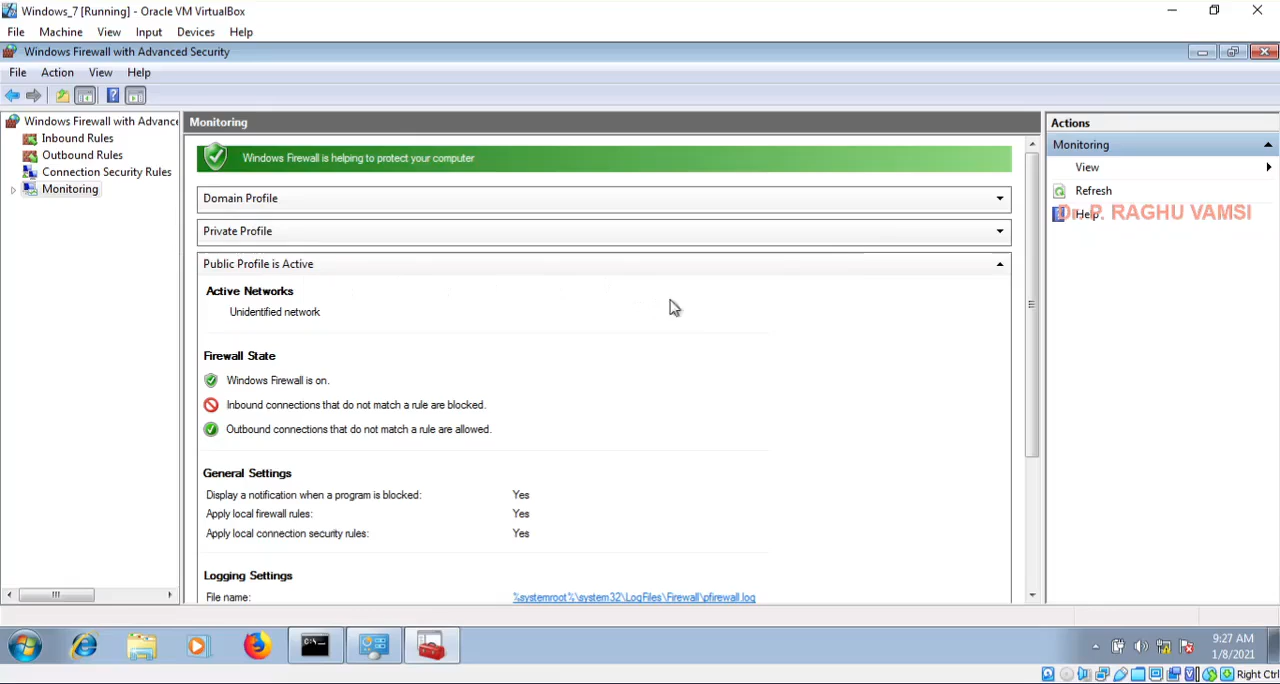 Windows_7 [Running] - Oracle VM VirtualBox
File Machine View Input Devices Help
Windows Firewall with Advanced Security
File Action View Help
Windows Firewall with Advance
Inbound Rules
Outbound Rules
Connection Security Rules
Monitoring
Monitoring
Windows Firewall is helping to protect your computer
Domain Profile
Private Profile
Public Profile is Active
Active Networks
Unidentified network
Firewall State
Windows Firewall is on.
Inbound connections that do not match a rule are blocked.
Outbound connections that do not match a rule are allowed.
General Settings
Display a notification when a program is blocked: Yes
Apply local firewall rules: Yes
Apply local connection security rules: Yes
Logging Settings
File name: %systemroot%\system32\LogFiles\Firewall\pfirewall.log
Actions
Monitoring
View
Refresh
Help
Dr. P. RAGHU VAMSI
9:27 AM
1/8/2021
Right Ctrl